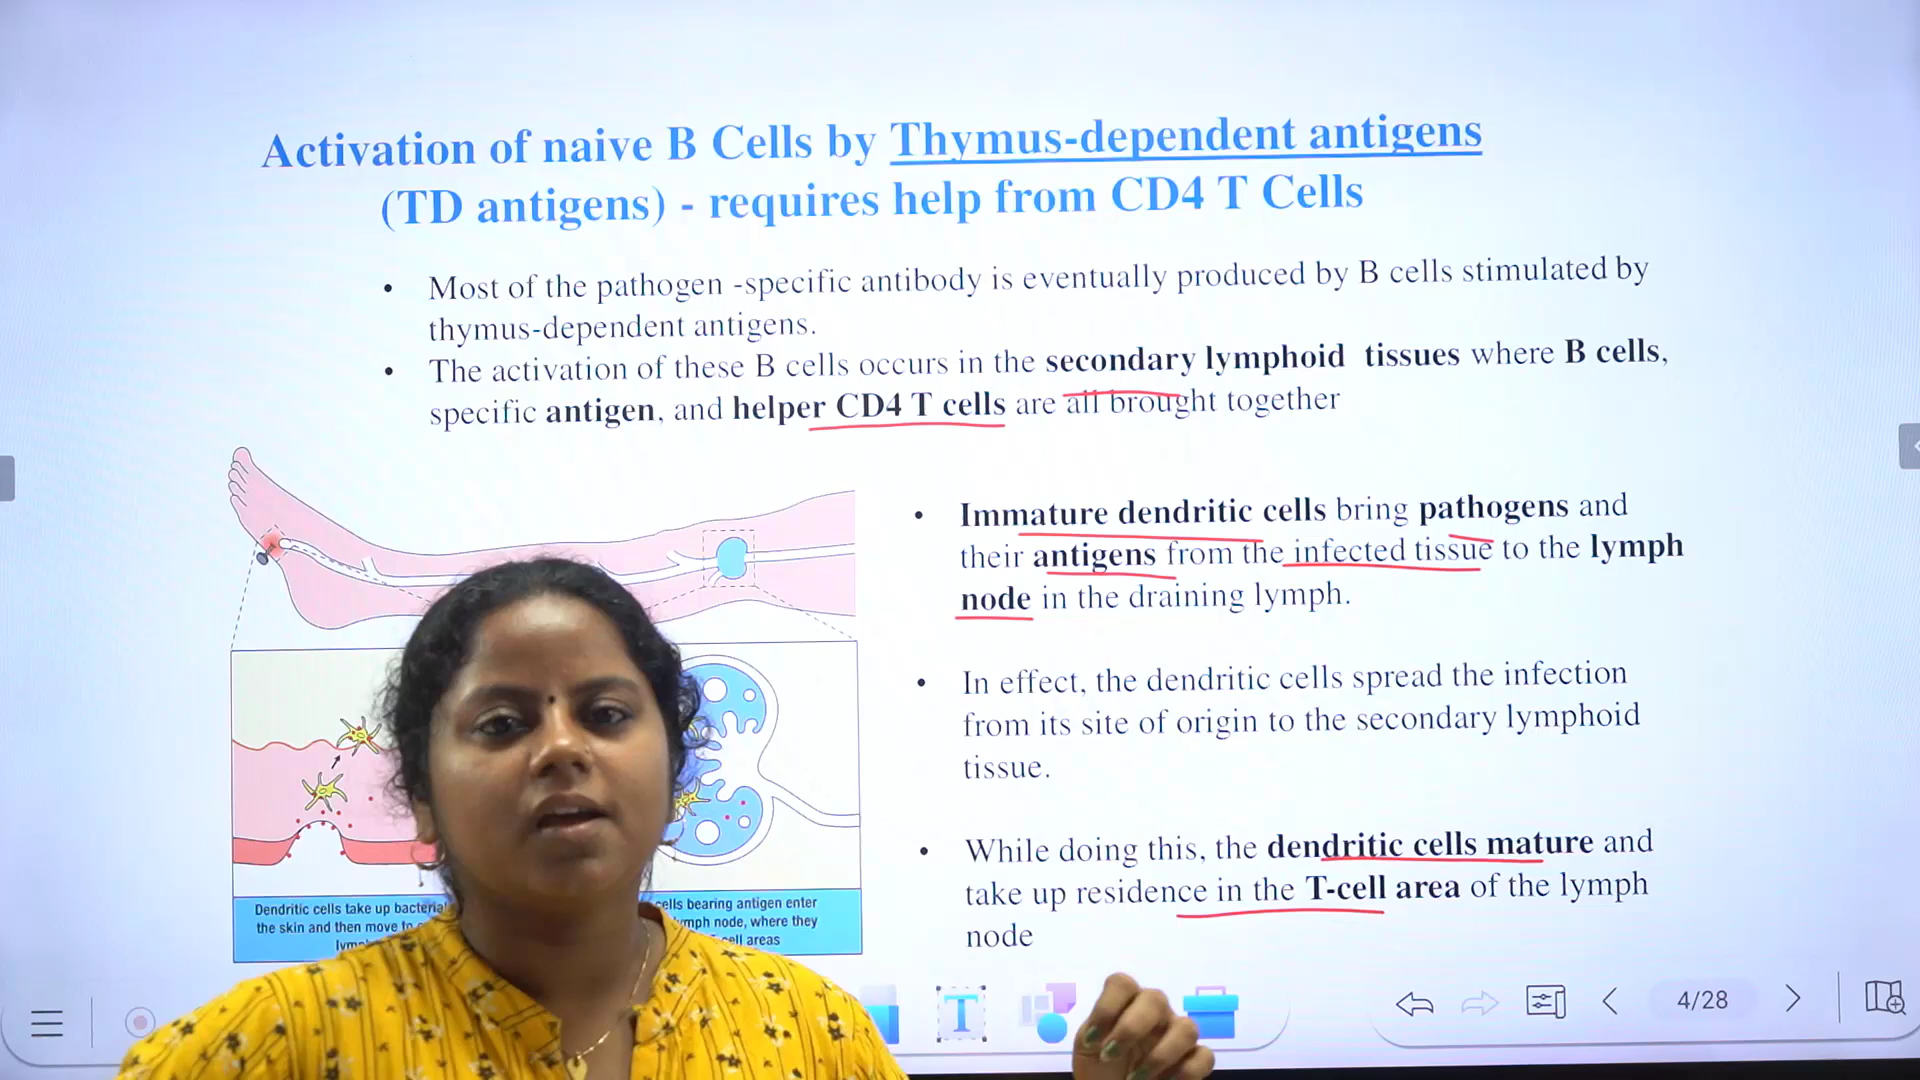 Activation of naive B Cells by Thymus-dependent antigens
(TD antigens) - requires help from CD4 T Cells
• Most of the pathogen -specific antibody is eventually produced by B cells stimulated by
thymus-dependent antigens.
• The activation of these B cells occurs in the secondary lymphoid tissues where B cells,
specific antigen, and helper CD4 T cells are all brought together
• Immature dendritic cells bring pathogens and
their antigens from the infected tissue to the lymph
node in the draining lymph.
• In effect, the dendritic cells spread the infection
from its site of origin to the secondary lymphoid
tissue.
• While doing this, the dendritic cells mature and
take up residence in the T-cell area of the lymph
node
Dendritic cells take up bacterial
the skin and then move to
cells bearing antigen enter
lymph node, where they
cell areas
T
4/28